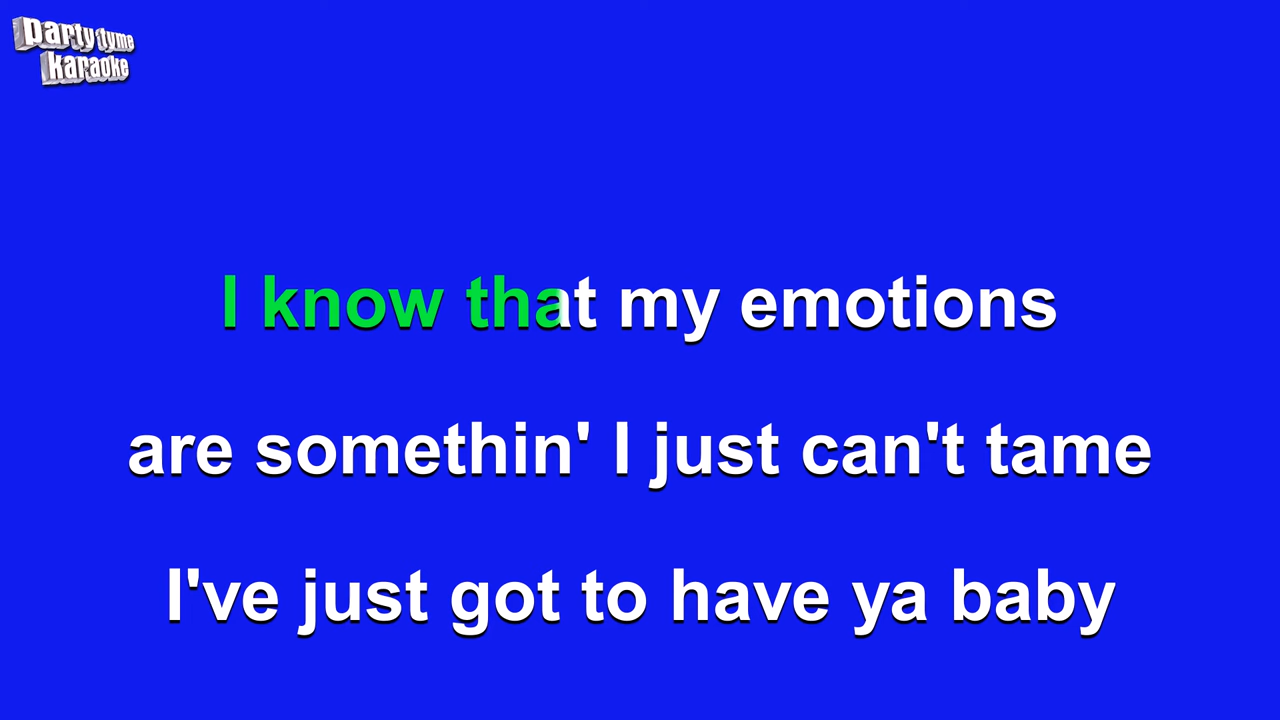 party tyme
karaoke
I know that my emotions
are somethin' I just can't tame
I've just got to have ya baby